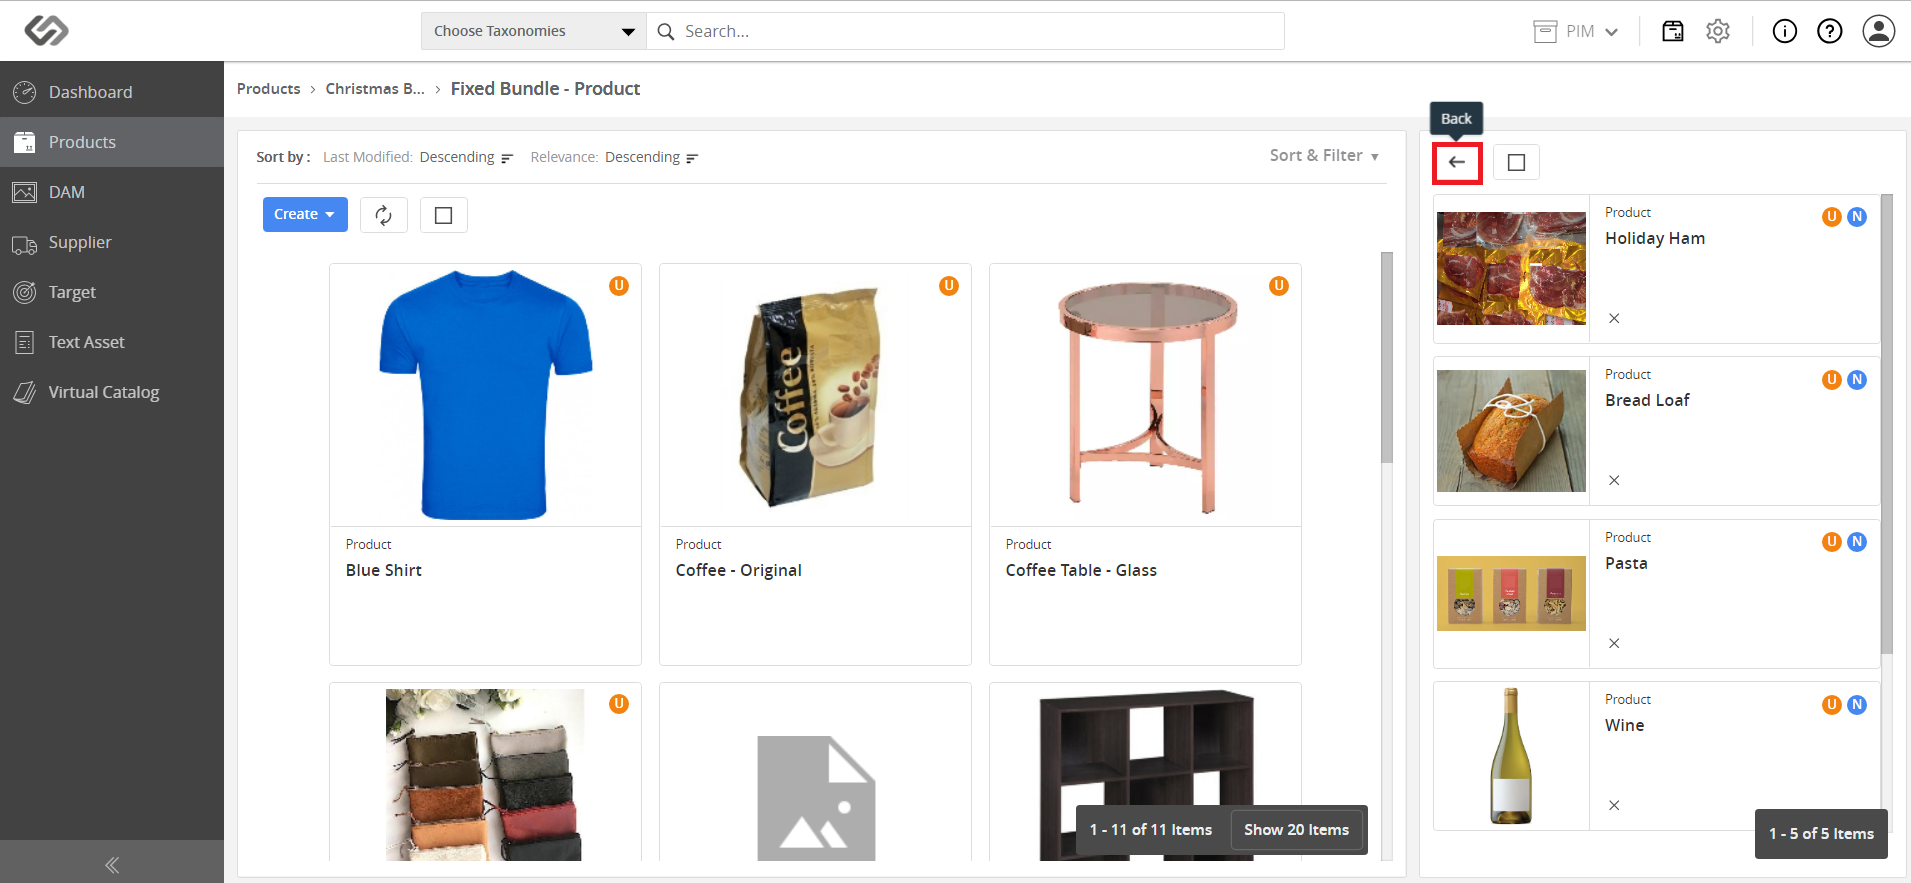 Choose Taxonomies
Search...
PIM
Dashboard
Products
DAM
Supplier
Target
Text Asset
Virtual Catalog
Products › Christmas B... › Fixed Bundle - Product
Back
Sort by : Last Modified: Descending Relevance: Descending
Sort & Filter
Create
U
U
U
Coffee
Product
Blue Shirt
Product
Coffee - Original
Product
Coffee Table - Glass
U
1 - 11 of 11 Items Show 20 Items
Product
Holiday Ham
U N
Product
Bread Loaf
U N
Product
Pasta
U N
Product
Wine
U N
1 - 5 of 5 Items